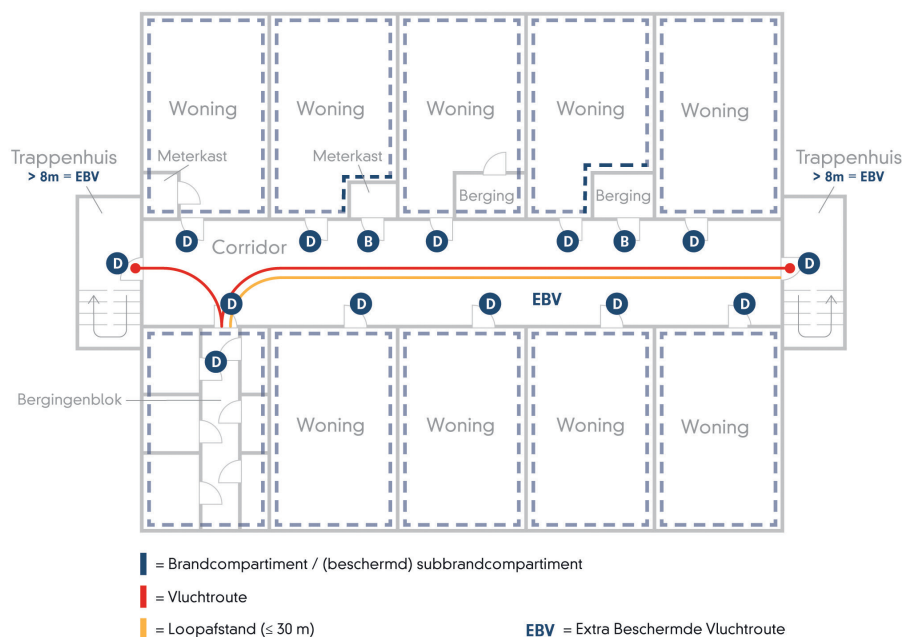 Woning
Woning
Woning
Woning
Woning
Trappenhuis
> 8m = EBV
Meterkast
Meterkast
Trappenhuis
> 8m = EBV
Berging
Berging
D
Corridor
D
B
D
D
B
D
D
D
D
EBV
D
D
D
D
D
Bergingenblok
Woning
Woning
Woning
Woning
= Brandcompartiment / (beschermd) subbrandcompartiment
= Vluchtroute
= Loopafstand (≤ 30 m)
EBV = Extra Beschermde Vluchtroute